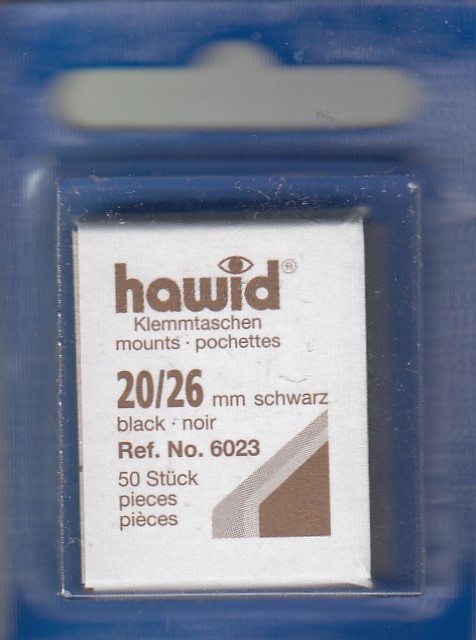 hawid®
Klemmtaschen
mounts · pochettes
20/26 mm schwarz
black · noir
Ref. No. 6023
50 Stück
pieces
pièces